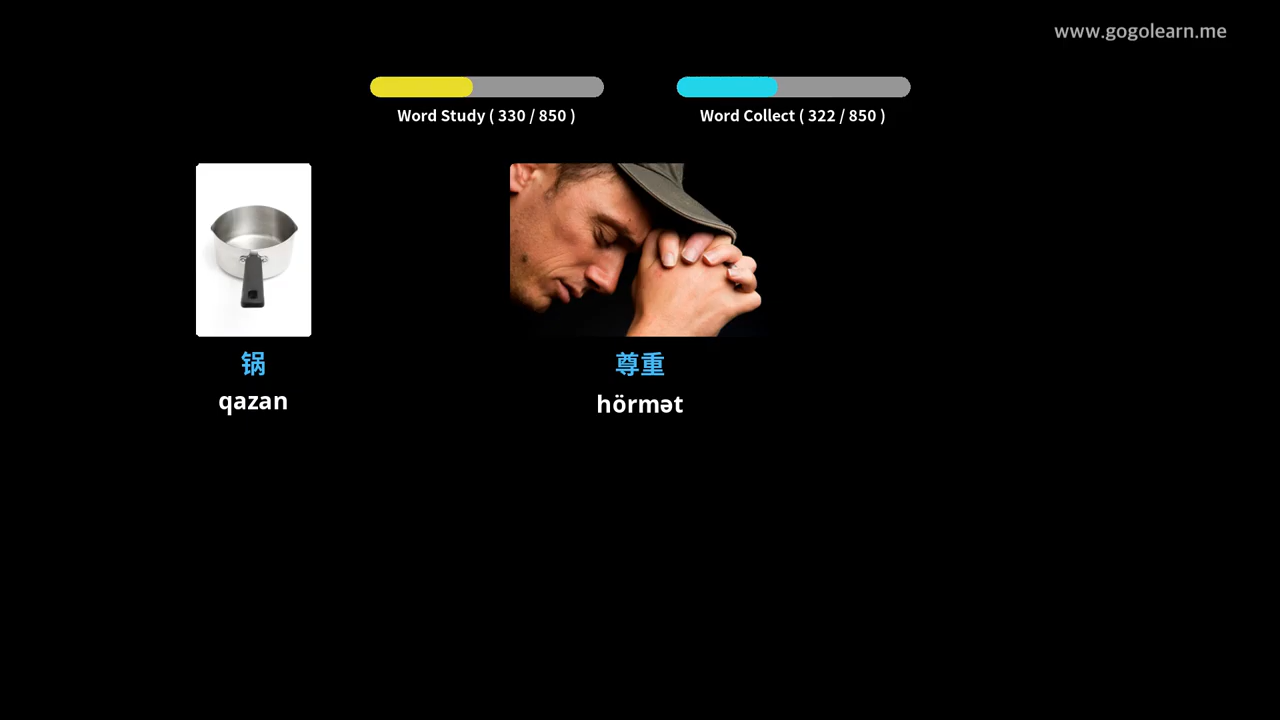 www.gogolearn.me
Word Study ( 330 / 850 )
Word Collect ( 322 / 850 )
锅
qazan
尊重
hörmət